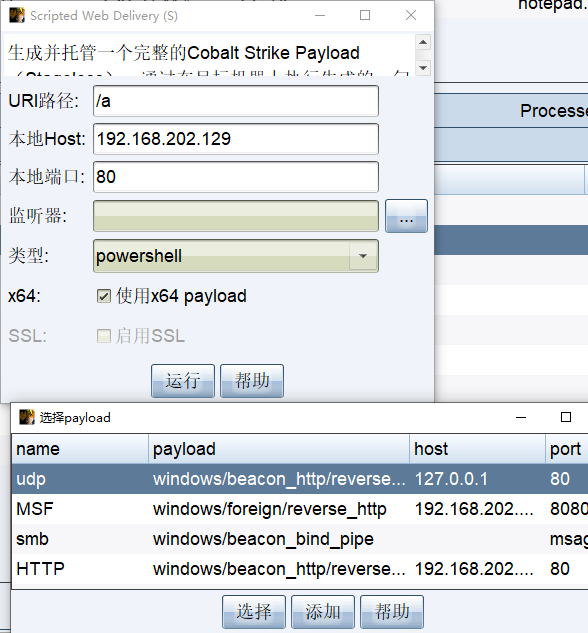 notepad.
Scripted Web Delivery (S)
生成并托管一个完整的Cobalt Strike Payload
URI路径: /a
本地Host: 192.168.202.129
本地端口: 80
监听器: ...
类型: powershell
x64: 使用x64 payload
SSL: 启用SSL
运行 帮助
Processe
选择payload
name payload host port
udp windows/beacon_http/reverse... 127.0.0.1 80
MSF windows/foreign/reverse_http 192.168.202.... 8080
smb windows/beacon_bind_pipe msag
HTTP windows/beacon_http/reverse... 192.168.202.... 80
选择 添加 帮助